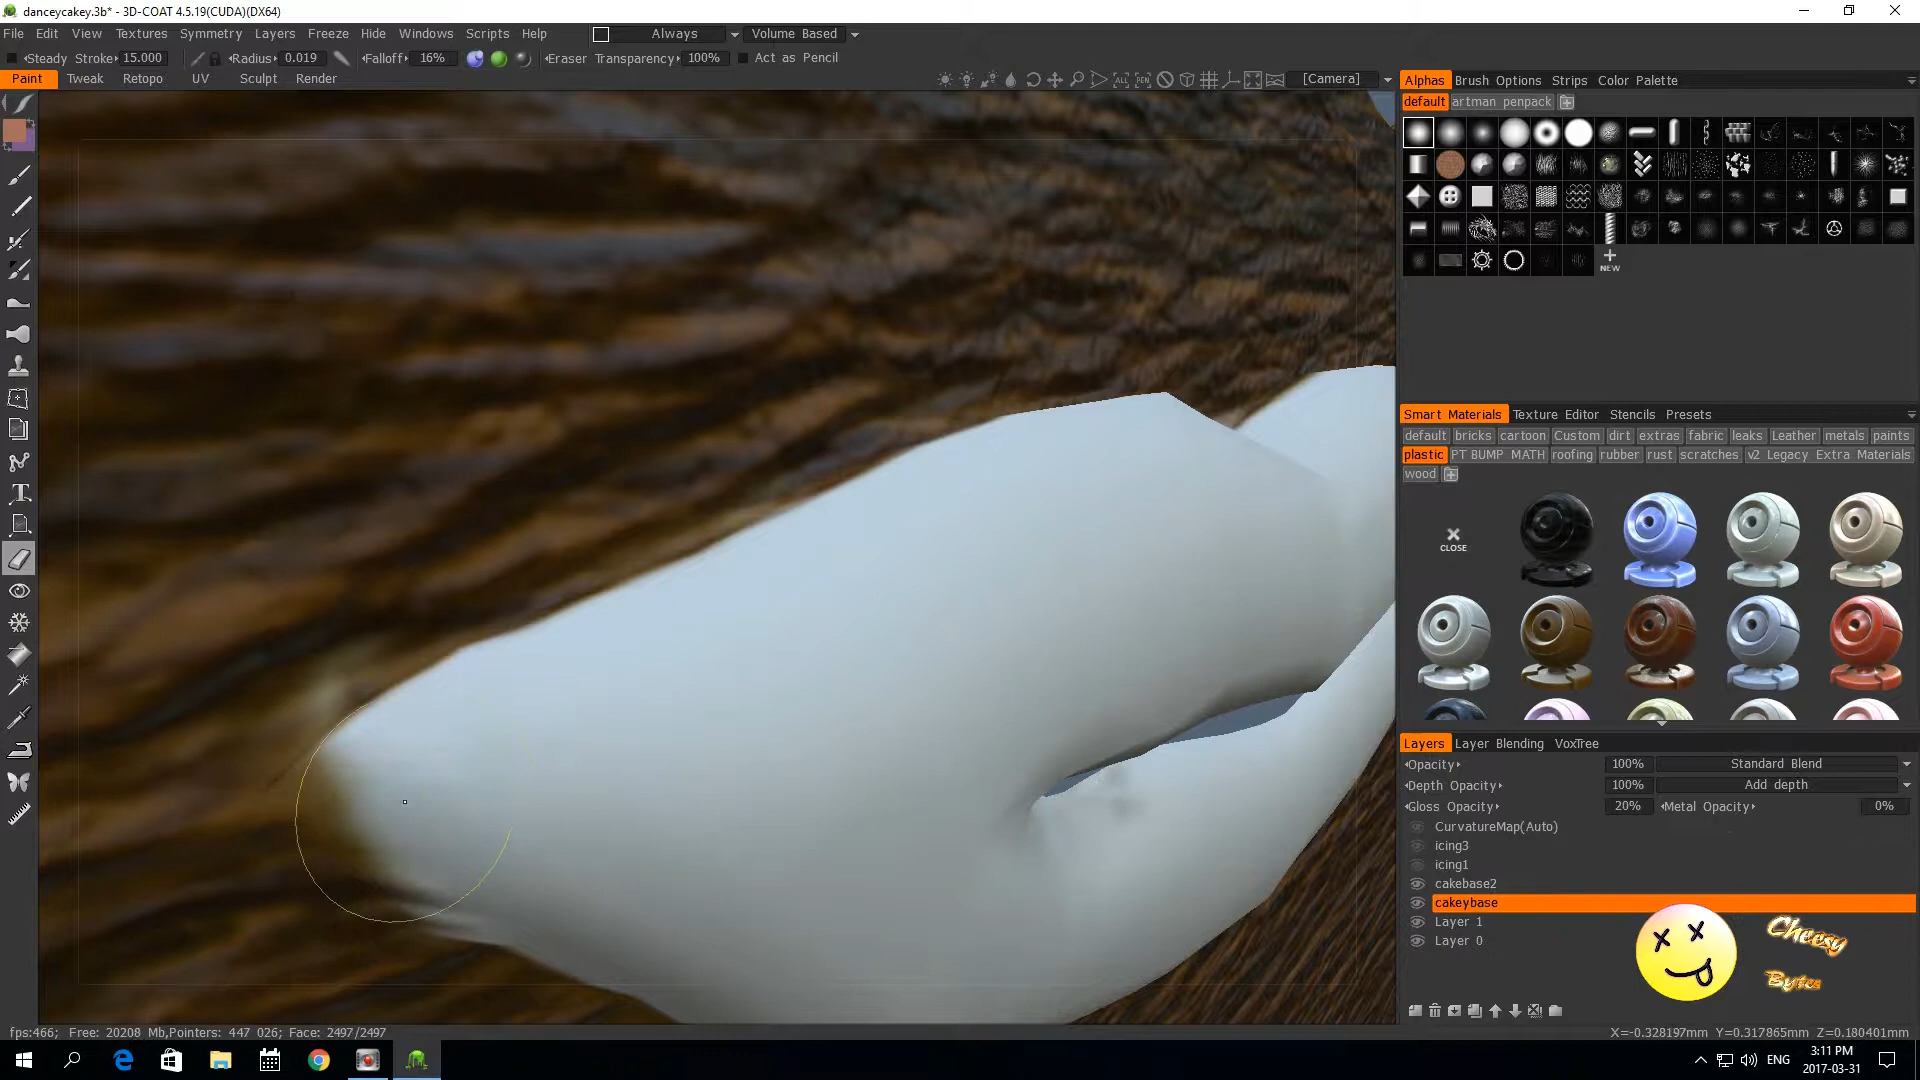 danceycakey.3b* - 3D-COAT 4.5.19(CUDA)(DX64)
File Edit View Textures Symmetry Layers Freeze Hide Windows Scripts Help Always Volume Based
Steady Stroke 15.000 Radius 0.019 Falloff 16% Eraser Transparency 100% Act as Pencil
Paint Tweak Retopo UV Sculpt Render ALL PEN [Camera]
Alphas Brush Options Strips Color Palette
default artman penpack
NEW
Smart Materials Texture Editor Stencils Presets
default bricks cartoon Custom dirt extras fabric leaks Leather metals paints
plastic PT BUMP MATH roofing rubber rust scratches v2 Legacy Extra Materials
wood
CLOSE
Layers Layer Blending VoxTree
Opacity 100% Standard Blend
Depth Opacity 100% Add depth
Gloss Opacity 20% Metal Opacity 0%
CurvatureMap(Auto)
icing3
icing1
cakebase2
cakeybase
Layer 1
Layer 0
Cheesy
Bytes
fps:466; Free: 20208 Mb,Pointers: 447 026; Face: 2497/2497
X=-0.328197mm Y=0.317865mm Z=0.180401mm
ENG
3:11 PM
2017-03-31